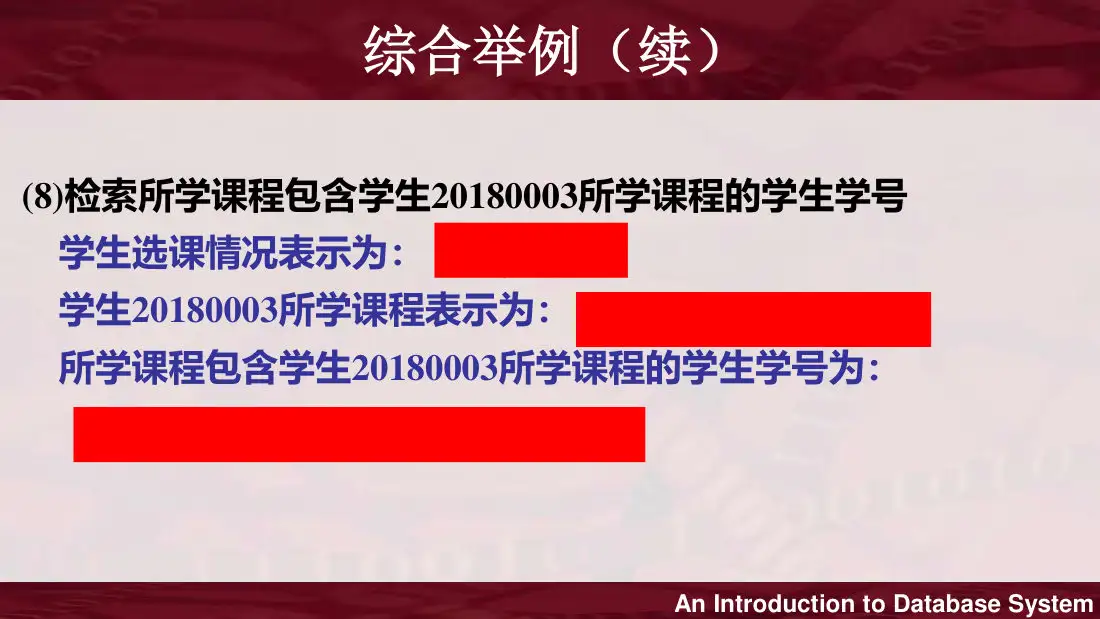 综合举例（续）
(8)检索所学课程包含学生20180003所学课程的学生学号
学生选课情况表示为：
学生20180003所学课程表示为：
所学课程包含学生20180003所学课程的学生学号为：
An Introduction to Database System